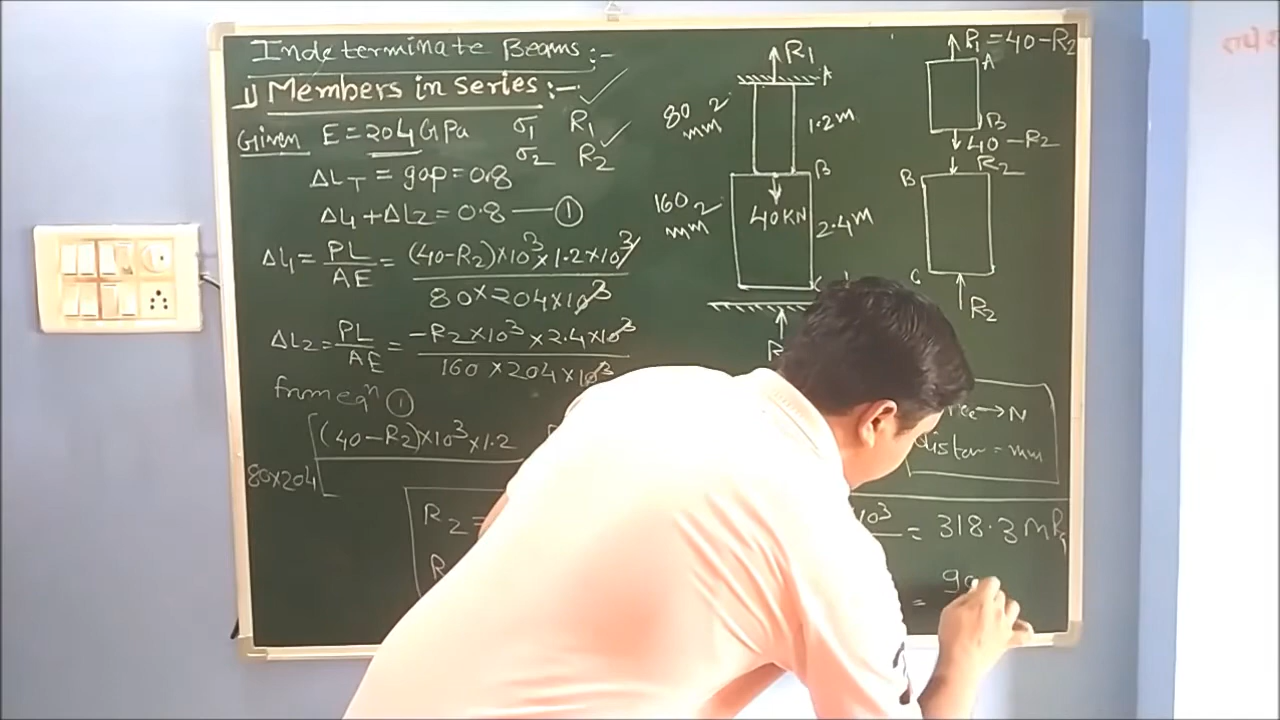 Indeterminate Beams:-
1) Members in Series:-
Given E = 204 GPa σ1 R1
σ2 R2
ΔLT = gap = 0.8
ΔL1 + ΔL2 = 0.8 — ①
ΔL1 = PL/AE = (40-R2)×10³×1.2×10³ / 80×204×10³
ΔL2 = PL/AE = -R2×10³×2.4×10³ / 160×204×10³
from eqn ①
(40-R2)×10³×1.2
80×204
R2 =
R
R1
A
80 mm²
1.2m
B
160 mm²
40KN
2.4m
C
R
R1 = 40-R2
A
B
40-R2
R2
B
C
R2
→ N
distan = mm
10³ = 318.3 MPa
=